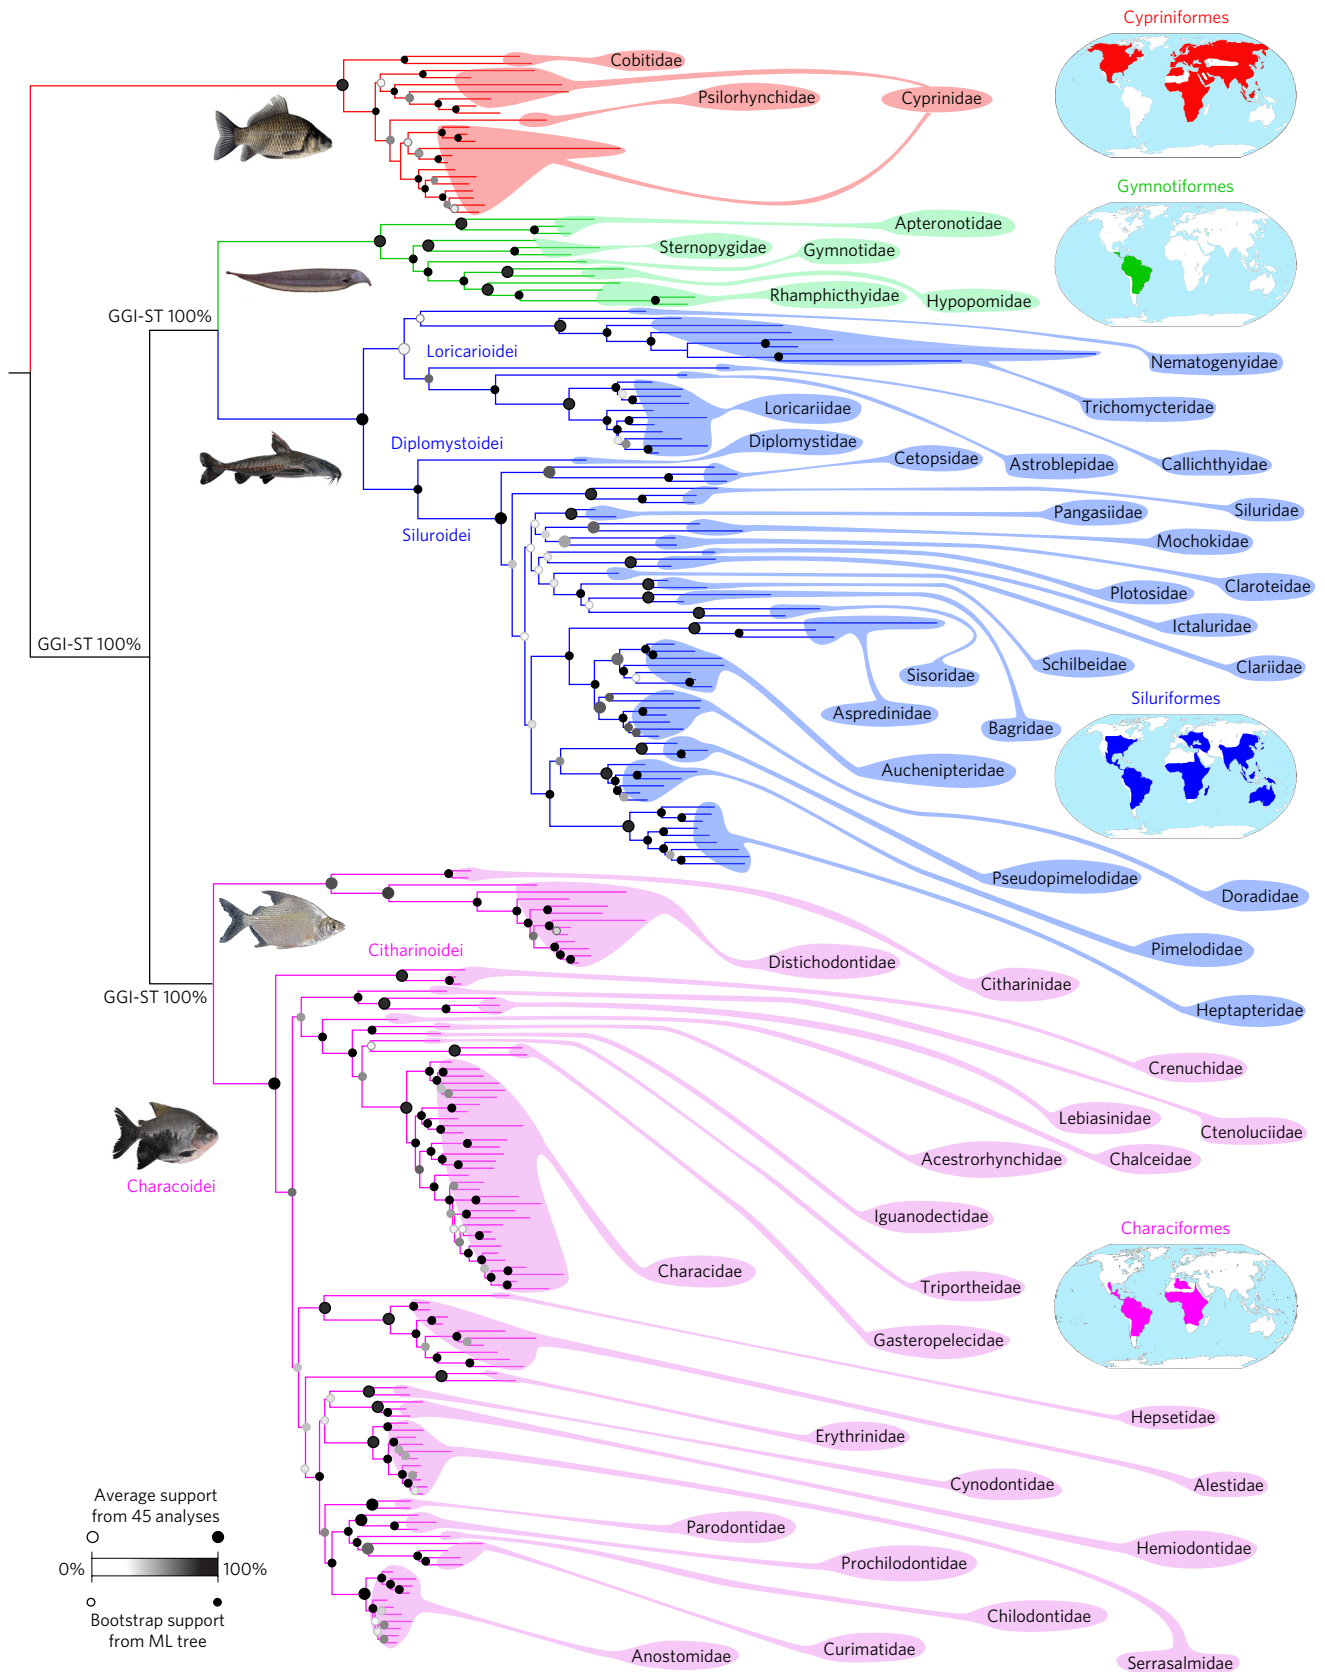 Cypriniformes
Cobitidae
Psilorhynchidae
Cyprinidae
Gymnotiformes
Apteronotidae
Sternopygidae
Gymnotidae
Rhamphicthyidae
Hypopomidae
GGI-ST 100%
Loricarioidei
Nematogenyidae
Trichomycteridae
Loricariidae
Diplomystoidei
Diplomystidae
Cetopsidae
Astroblepidae
Callichthyidae
Siluroidei
Pangasiidae
Siluridae
Mochokidae
Claroteidae
Plotosidae
Ictaluridae
GGI-ST 100%
Schilbeidae
Clariidae
Sisoridae
Siluriformes
Aspredinidae
Bagridae
Auchenipteridae
Pseudopimelodidae
Doradidae
Citharinoidei
Pimelodidae
Distichodontidae
Citharinidae
GGI-ST 100%
Heptapteridae
Crenuchidae
Lebiasinidae
Ctenoluciidae
Acestrorhynchidae
Chalceidae
Characoidei
Iguanodectidae
Characiformes
Characidae
Triportheidae
Gasteropelecidae
Hepsetidae
Erythrinidae
Cynodontidae
Alestidae
Average support
from 45 analyses
Parodontidae
Hemiodontidae
0%
100%
Prochilodontidae
Bootstrap support
from ML tree
Chilodontidae
Anostomidae
Curimatidae
Serrasalmidae